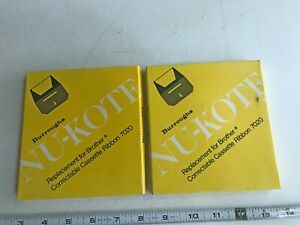 Burroughs
NU-KOTE
Replacement for Brother®
Correctable Cassette Ribbon 7020
Burroughs
NU-KOTE
Replacement for Brother®
Correctable Cassette Ribbon 7020